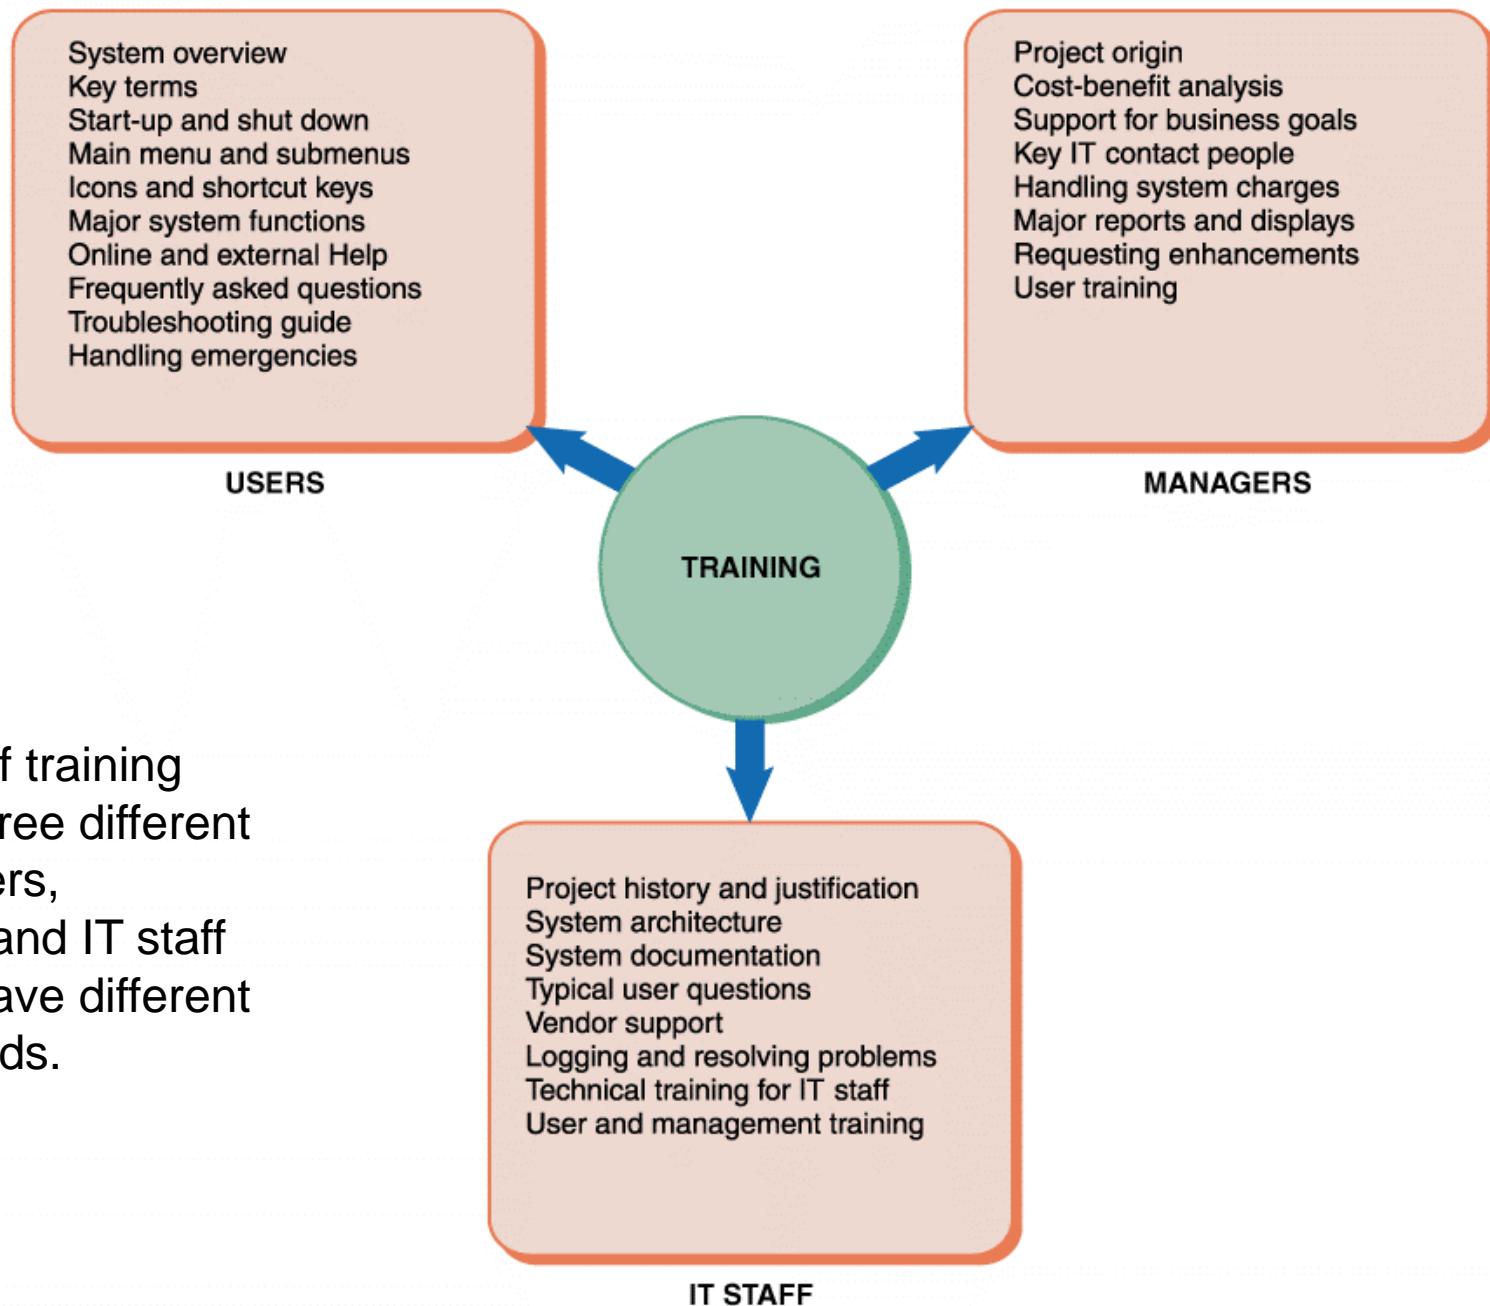 System overview
Key terms
Start-up and shut down
Main menu and submenus
Icons and shortcut keys
Major system functions
Online and external Help
Frequently asked questions
Troubleshooting guide
Handling emergencies
USERS
Project origin
Cost-benefit analysis
Support for business goals
Key IT contact people
Handling system charges
Major reports and displays
Requesting enhancements
User training
MANAGERS
TRAINING
training
different
and IT staff
different
Project history and justification
System architecture
System documentation
Typical user questions
Vendor support
Logging and resolving problems
Technical training for IT staff
User and management training
IT STAFF